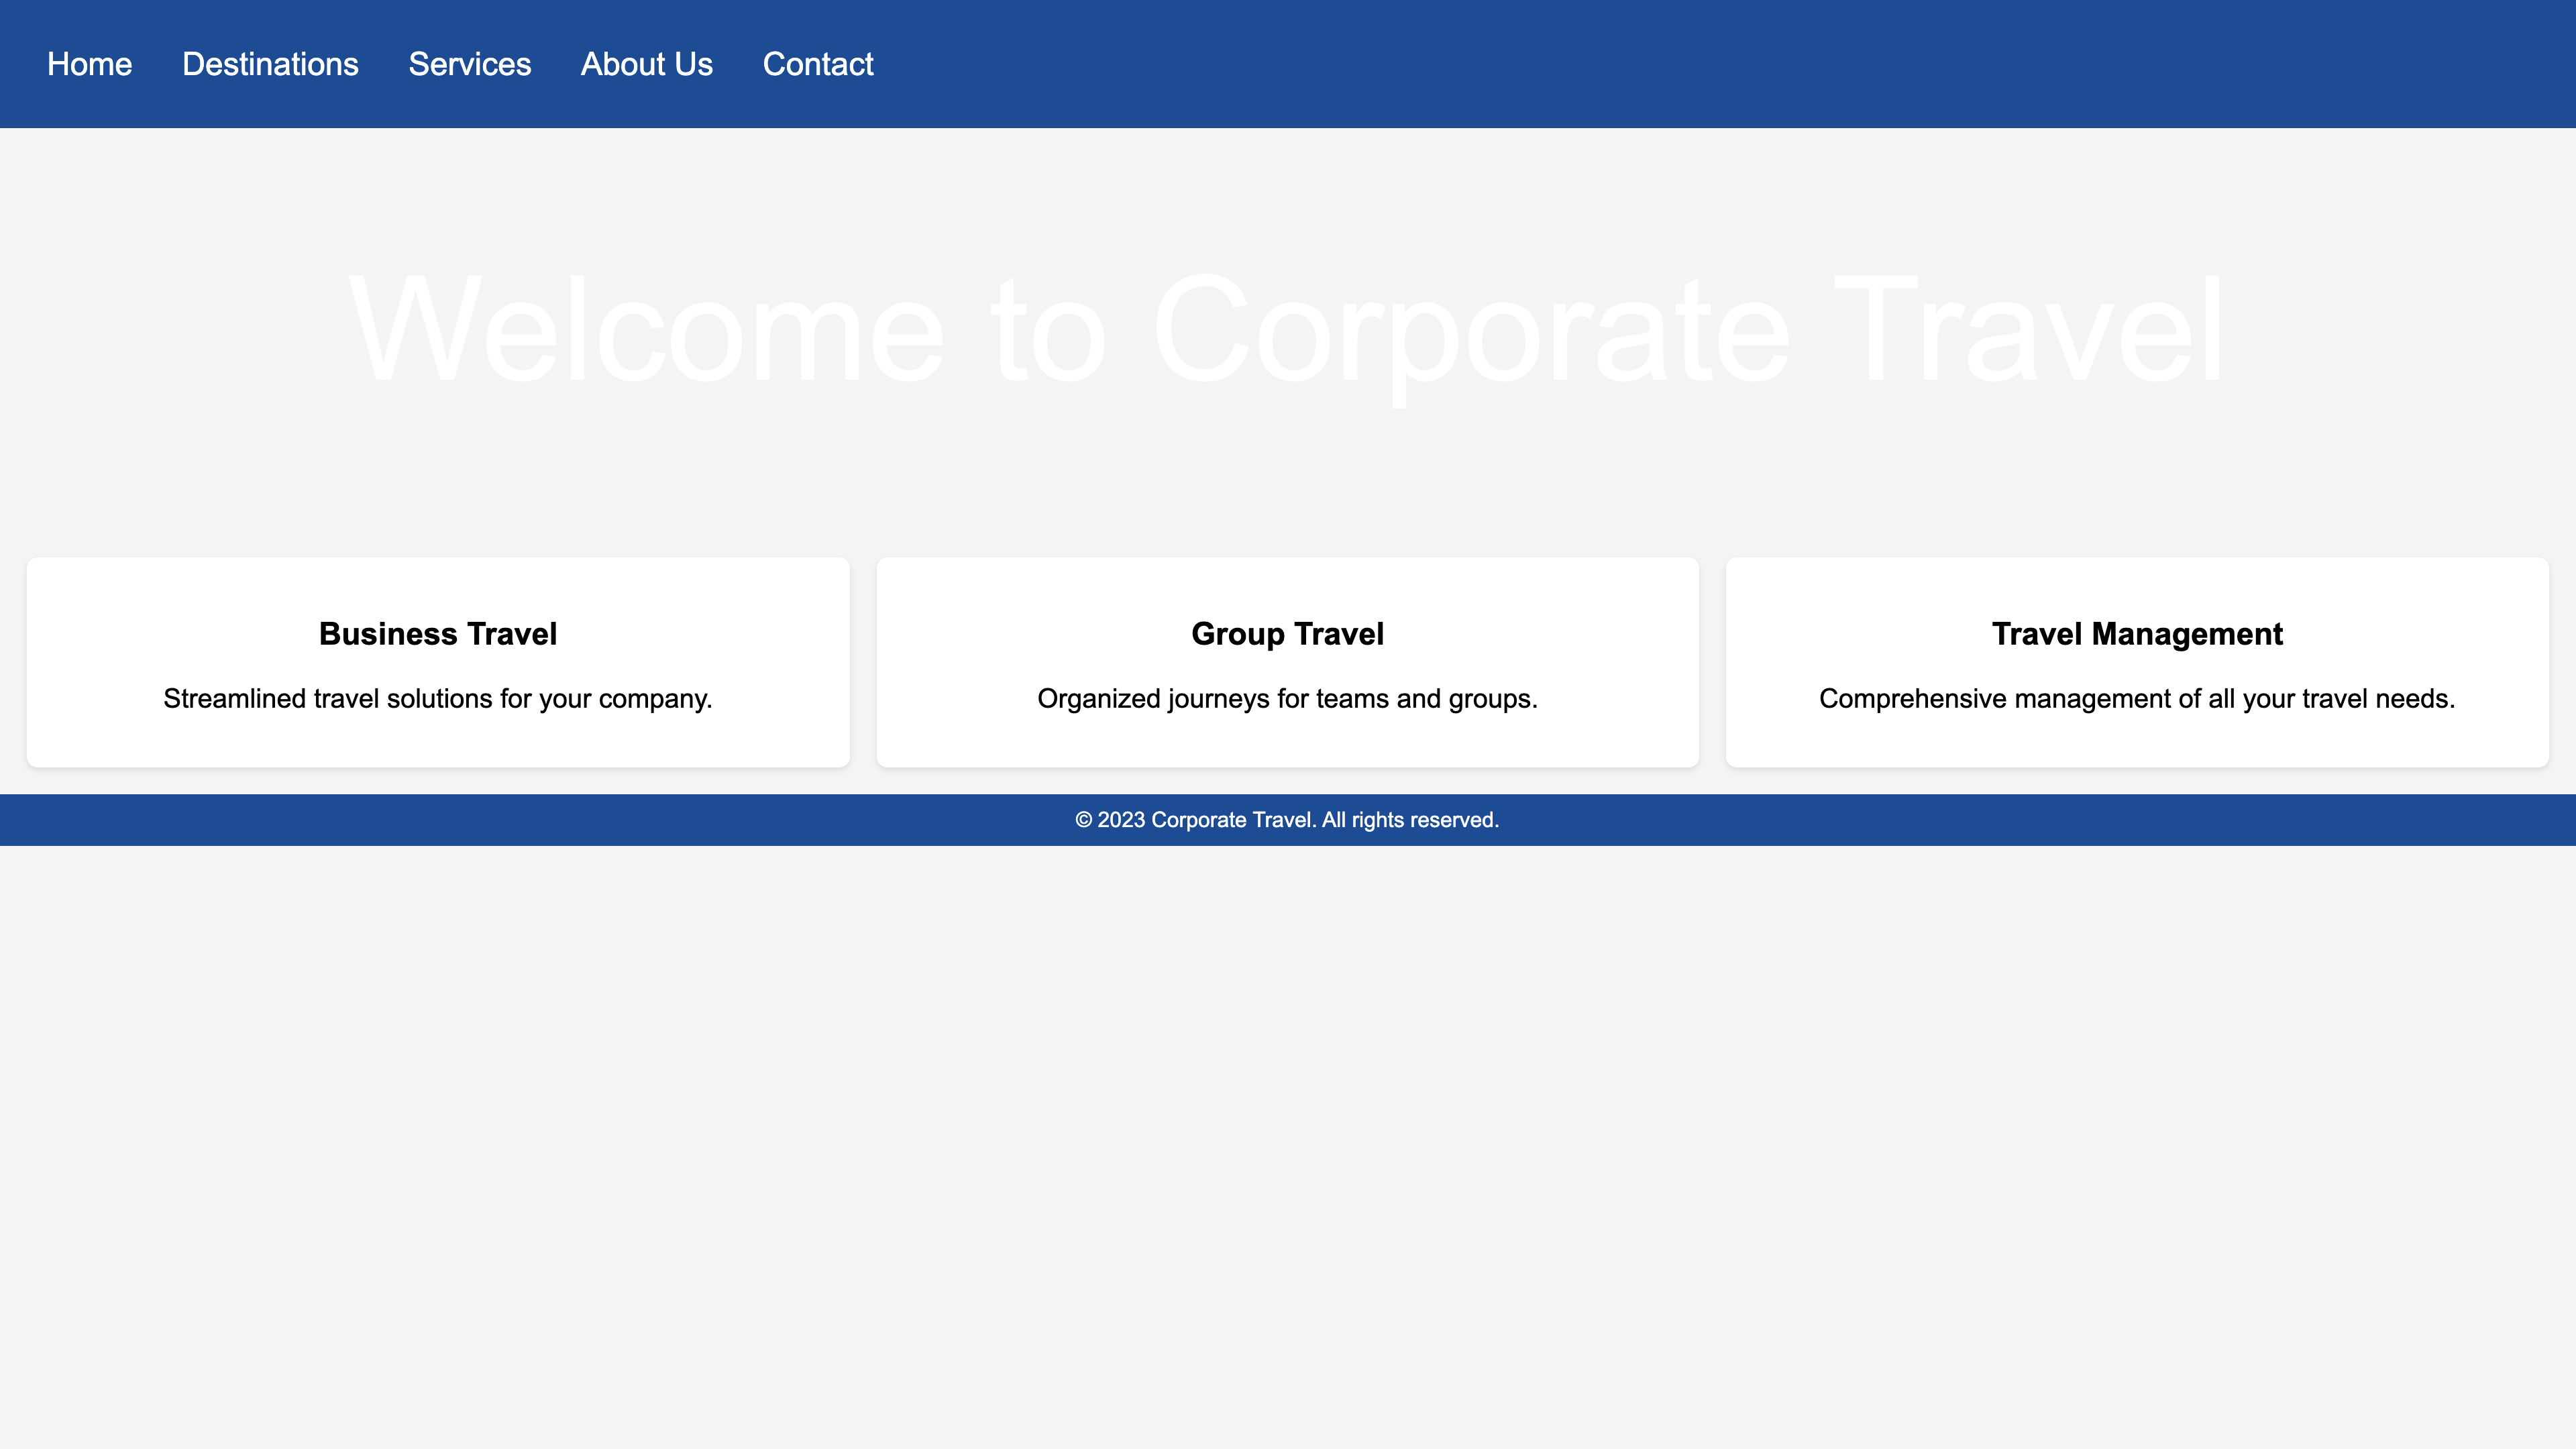 Home Destinations Services About Us Contact
Welcome to Corporate Travel
Business Travel
Streamlined travel solutions for your company.
Group Travel
Organized journeys for teams and groups.
Travel Management
Comprehensive management of all your travel needs.
© 2023 Corporate Travel. All rights reserved.